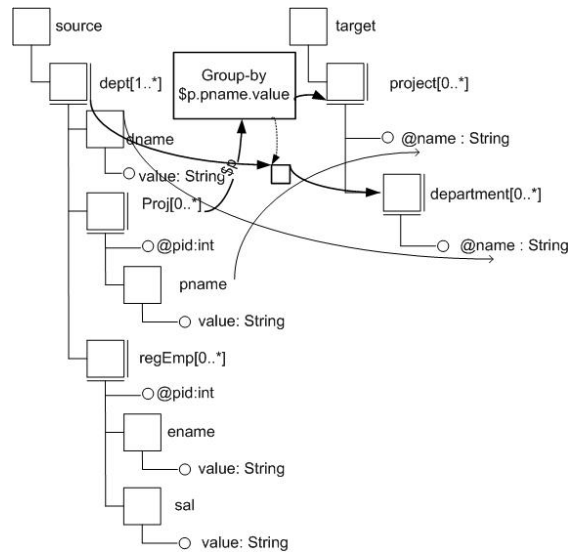 source
target
dept[1..*]
Group-by
$p.pname.value
project[0..*]
dname
@name : String
value: String
$p
Proj[0..*]
department[0..*]
@pid:int
@name : String
pname
value: String
regEmp[0..*]
@pid:int
ename
value: String
sal
value: String